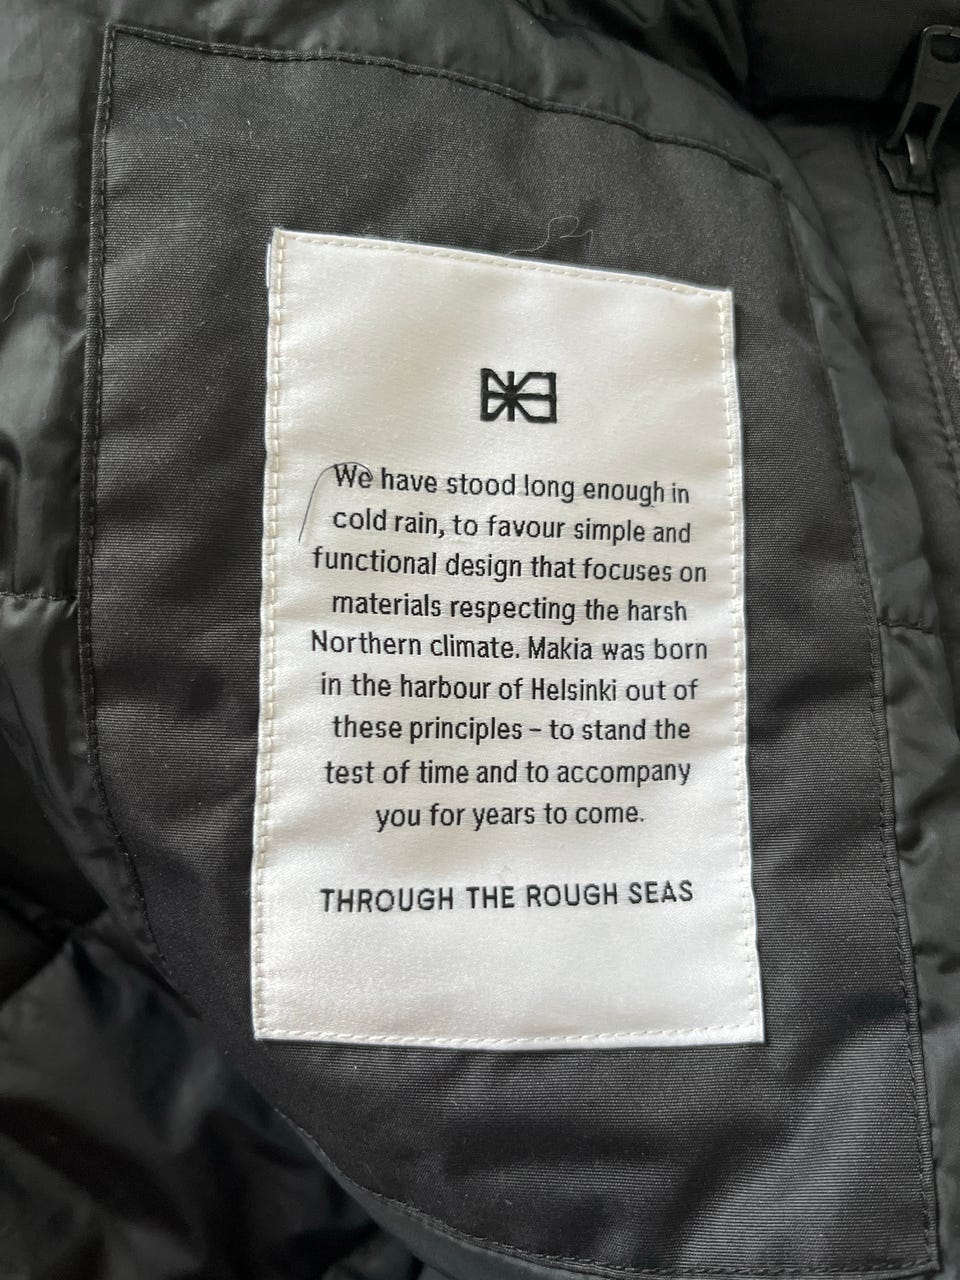 We have stood long enough in
cold rain, to favour simple and
functional design that focuses on
materials respecting the harsh
Northern climate. Makia was born
in the harbour of Helsinki out of
these principles – to stand the
test of time and to accompany
you for years to come.
THROUGH THE ROUGH SEAS